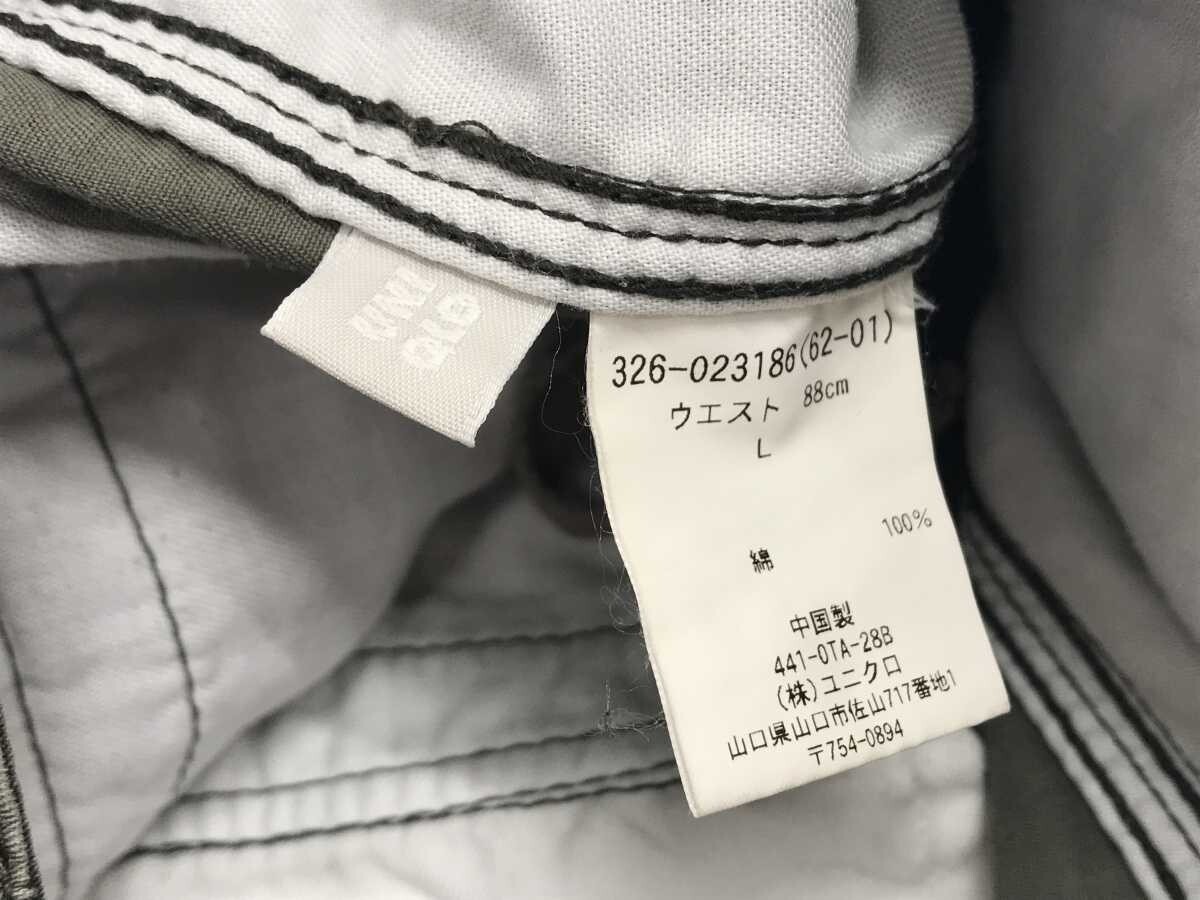 UNI
QLO
326-023186(62-01)
ウエスト 88cm
L
綿 100%
中国製
441-OTA-28B
(株)ユニクロ
山口県山口市佐山717番地1
〒754-0894